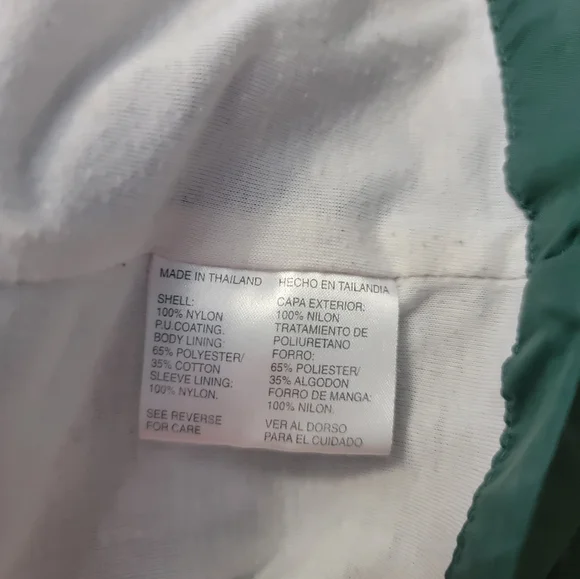 MADE IN THAILAND
SHELL:
100% NYLON
P.U.COATING.
BODY LINING:
65% POLYESTER/
35% COTTON
SLEEVE LINING:
100% NYLON.
SEE REVERSE
FOR CARE
HECHO EN TAILANDIA
CAPA EXTERIOR:
100% NILON
TRATAMIENTO DE
POLIURETANO
FORRO:
65% POLIESTER/
35% ALGODON
FORRO DE MANGA:
100% NILON.
VER AL DORSO
PARA EL CUIDADO